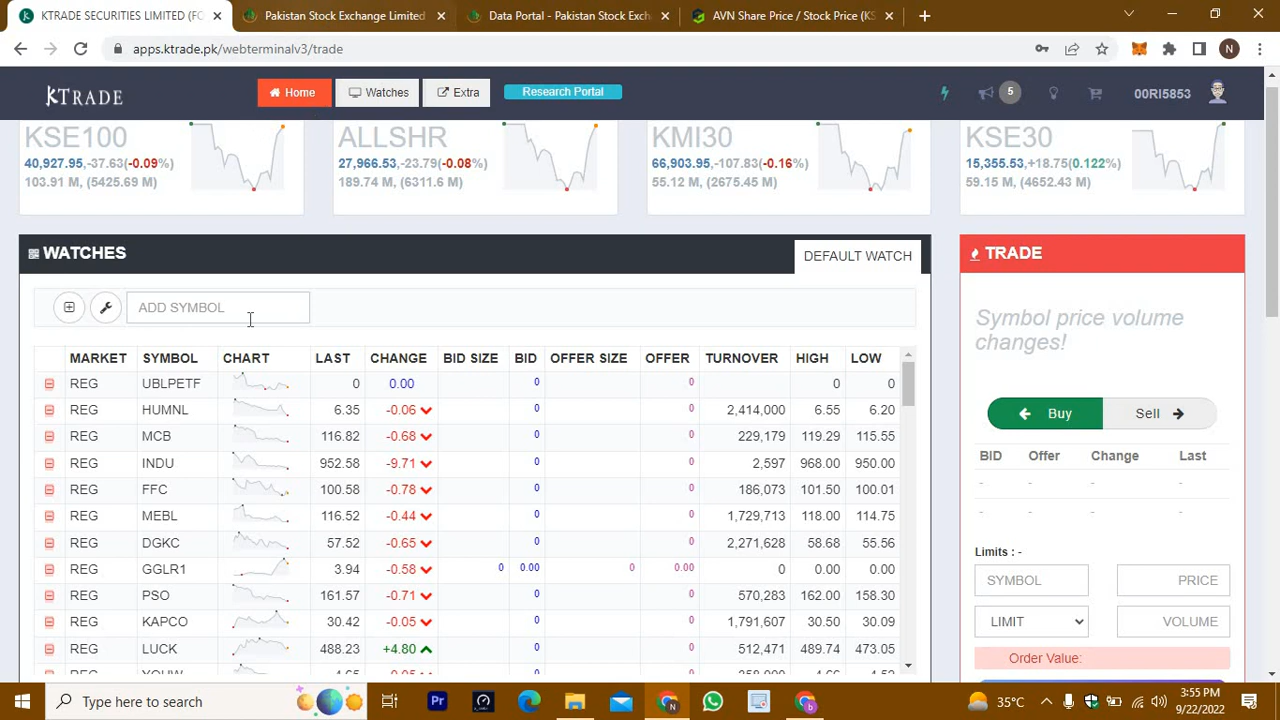 KTRADE SECURITIES LIMITED (FO
Pakistan Stock Exchange Limited
Data Portal - Pakistan Stock Exch
AVN Share Price / Stock Price (KS
apps.ktrade.pk/webterminalv3/trade
N
KTRADE
Home
Watches
Extra
Research Portal
5
00RI5853
KSE100
40,927.95,-37.63(-0.09%)
103.91 M, (5425.69 M)
ALLSHR
27,966.53,-23.79(-0.08%)
189.74 M, (6311.6 M)
KMI30
66,903.95,-107.83(-0.16%)
55.12 M, (2675.45 M)
KSE30
15,355.53,+18.75(0.122%)
59.15 M, (4652.43 M)
WATCHES
DEFAULT WATCH
ADD SYMBOL
MARKET SYMBOL CHART LAST CHANGE BID SIZE BID OFFER SIZE OFFER TURNOVER HIGH LOW
REG UBLPETF 0 0.00 0 0 0 0
REG HUMNL 6.35 -0.06 0 0 2,414,000 6.55 6.20
REG MCB 116.82 -0.68 0 0 229,179 119.29 115.55
REG INDU 952.58 -9.71 0 0 2,597 968.00 950.00
REG FFC 100.58 -0.78 0 0 186,073 101.50 100.01
REG MEBL 116.52 -0.44 0 0 1,729,713 118.00 114.75
REG DGKC 57.52 -0.65 0 0 2,271,628 58.68 55.56
REG GGLR1 3.94 -0.58 0 0.00 0 0.00 0 0.00 0.00
REG PSO 161.57 -0.71 0 0 570,283 162.00 158.30
REG KAPCO 30.42 -0.05 0 0 1,791,607 30.50 30.09
REG LUCK 488.23 +4.80 0 0 512,471 489.74 473.05
TRADE
Symbol price volume
changes!
Buy
Sell
BID Offer Change Last
- - - -
- - - -
Limits : -
SYMBOL
PRICE
LIMIT
VOLUME
Order Value:
Type here to search
Pr
35°C
3:55 PM
9/22/2022